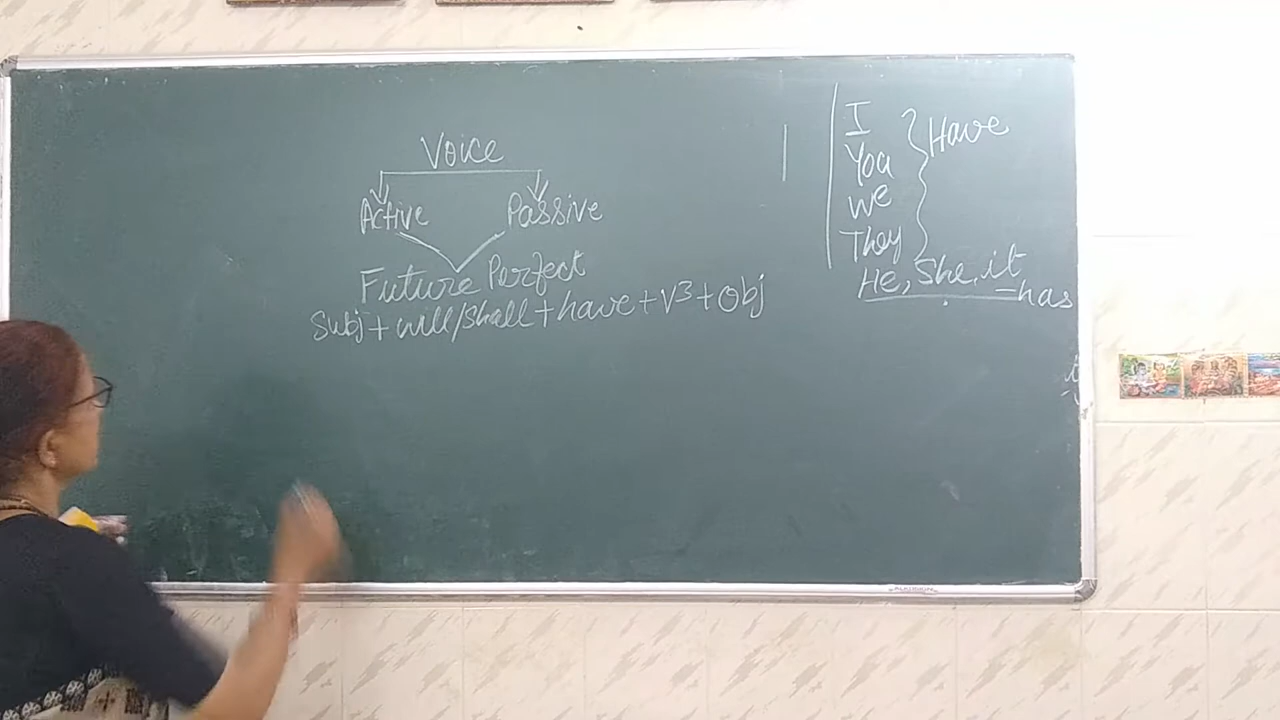 Voice
Active Passive
Future Perfect
Subj + will/shall + have + V3 + Obj
I
You
We
They
Have
He, She, it
has